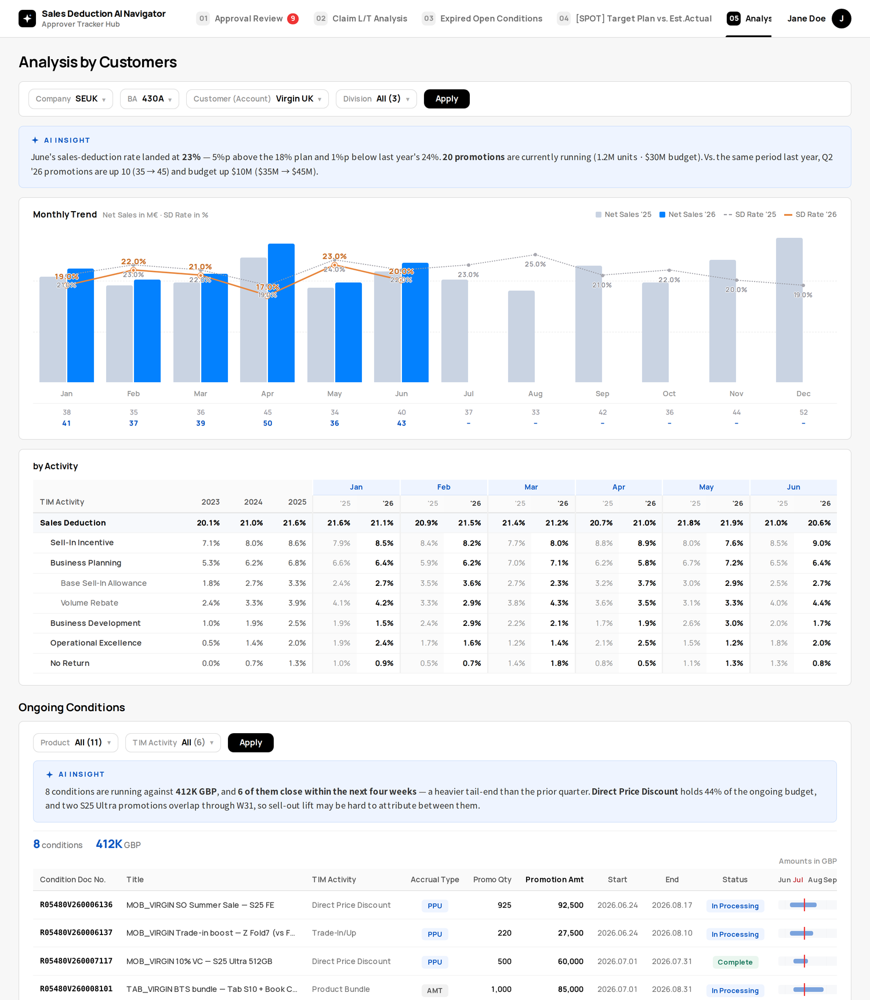 Sales Deduction AI Navigator
Approver Tracker Hub
01 Approval Review 9
02 Claim L/T Analysis
03 Expired Open Conditions
04 [SPOT] Target Plan vs. Est.Actual
05 Analys
Jane Doe J
Analysis by Customers
Company SEUK ▾ BA 430A ▾ Customer (Account) Virgin UK ▾ Division All (3) ▾ Apply
AI INSIGHT
June's sales-deduction rate landed at 23% — 5%p above the 18% plan and 1%p below last year's 24%. 20 promotions are currently running (1.2M units · $30M budget). Vs. the same period last year, Q2
'26 promotions are up 10 (35 → 45) and budget up $10M ($35M → $45M).
Monthly Trend Net Sales in M€ · SD Rate in %
Net Sales '25 Net Sales '26 SD Rate '25 SD Rate '26
19.0% 22.0% 21.0% 17.0% 23.0% 20.0%
21.0% 23.0% 22.0% 19.0% 24.0% 22.0% 23.0% 25.0% 21.0% 22.0% 20.0% 19.0%
Jan Feb Mar Apr May Jun Jul Aug Sep Oct Nov Dec
38 35 36 45 34 40 37 33 42 36 44 52
41 37 39 50 36 43 – – – – – –
by Activity
Jan Feb Mar Apr May Jun
TIM Activity 2023 2024 2025 '25 '26 '25 '26 '25 '26 '25 '26 '25 '26 '25 '26
Sales Deduction 20.1% 21.0% 21.6% 21.6% 21.1% 20.9% 21.5% 21.4% 21.2% 20.7% 21.0% 21.8% 21.9% 21.0% 20.6%
Sell-In Incentive 7.1% 8.0% 8.6% 7.9% 8.5% 8.4% 8.2% 7.7% 8.0% 8.8% 8.9% 8.0% 7.6% 8.5% 9.0%
Business Planning 5.3% 6.2% 6.8% 6.6% 6.4% 5.9% 6.2% 7.0% 7.1% 6.2% 5.8% 6.7% 7.2% 6.5% 6.4%
Base Sell-In Allowance 1.8% 2.7% 3.3% 2.4% 2.7% 3.5% 3.6% 2.7% 2.3% 3.2% 3.7% 3.0% 2.9% 2.5% 2.7%
Volume Rebate 2.4% 3.3% 3.9% 4.1% 4.2% 3.3% 2.9% 3.8% 4.3% 3.6% 3.5% 3.1% 3.3% 4.0% 4.4%
Business Development 1.0% 1.9% 2.5% 1.9% 1.5% 2.4% 2.9% 2.2% 2.1% 1.7% 1.9% 2.6% 3.0% 2.0% 1.7%
Operational Excellence 0.5% 1.4% 2.0% 1.9% 2.4% 1.7% 1.6% 1.2% 1.4% 2.1% 2.5% 1.5% 1.2% 1.8% 2.0%
No Return 0.0% 0.7% 1.3% 1.0% 0.9% 0.5% 0.7% 1.4% 1.8% 0.8% 0.5% 1.1% 1.3% 1.3% 0.8%
Ongoing Conditions
Product All (11) ▾ TIM Activity All (6) ▾ Apply
AI INSIGHT
8 conditions are running against 412K GBP, and 6 of them close within the next four weeks — a heavier tail-end than the prior quarter. Direct Price Discount holds 44% of the ongoing budget,
and two S25 Ultra promotions overlap through W31, so sell-out lift may be hard to attribute between them.
8 conditions 412K GBP
Amounts in GBP
Condition Doc No. Title TIM Activity Accrual Type Promo Qty Promotion Amt Start End Status Jun Jul Aug Sep
R05480V260006136 MOB_VIRGIN SO Summer Sale — S25 FE Direct Price Discount PPU 925 92,500 2026.06.24 2026.08.17 In Processing
R05480V260006137 MOB_VIRGIN Trade-in boost — Z Fold7 (vs F... Trade-In/Up PPU 220 27,500 2026.06.24 2026.08.10 In Processing
R05480V260007117 MOB_VIRGIN 10% VC — S25 Ultra 512GB Direct Price Discount PPU 500 60,000 2026.07.01 2026.07.31 Complete
R05480V260008101 TAB_VIRGIN BTS bundle — Tab S10 + Book C... Product Bundle AMT 1,000 85,000 2026.07.01 2026.08.31 In Processing